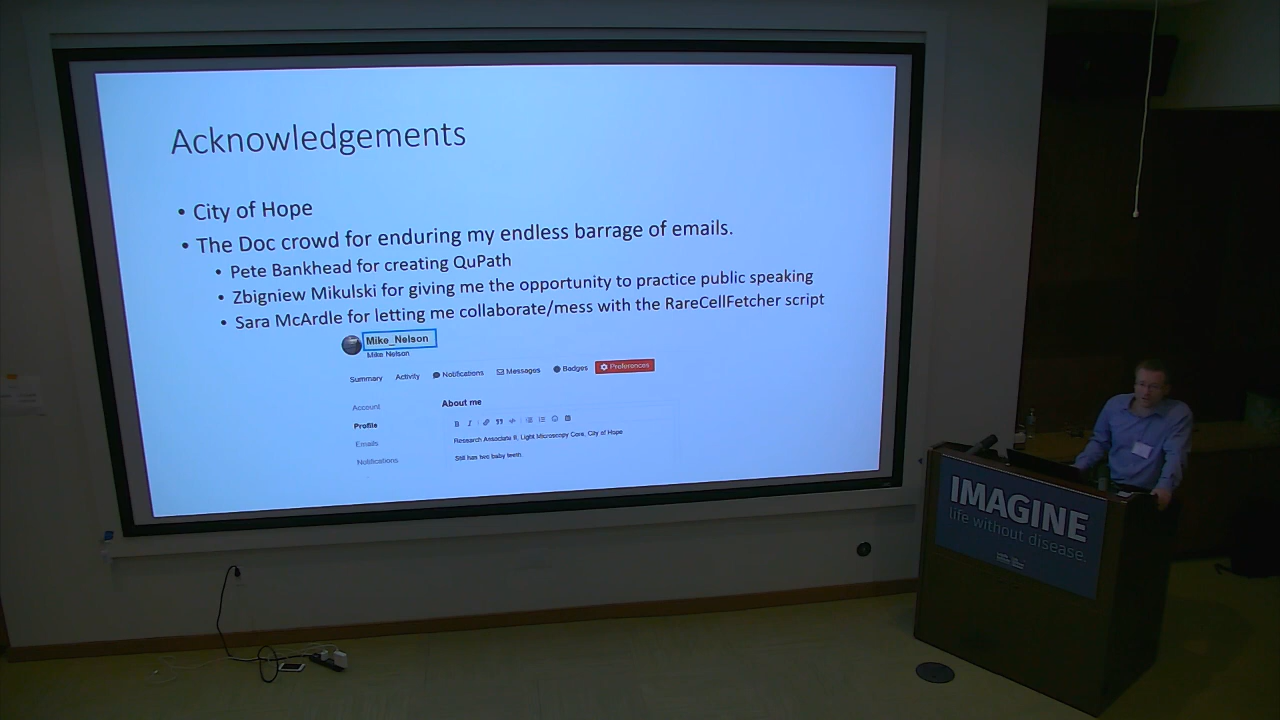 Acknowledgements
• City of Hope
• The Doc crowd for enduring my endless barrage of emails.
• Pete Bankhead for creating QuPath
• Zbigniew Mikulski for giving me the opportunity to practice public speaking
• Sara McArdle for letting me collaborate/mess with the RareCellFetcher script
Mike_Nelson
Mike Nelson
Summary Activity Notifications Messages Badges Preferences
Account
Profile
Emails
Notifications
About me
B I
Research Associate II, Light Microscopy Core, City of Hope
Still has two baby teeth.
IMAGINE
life without disease.